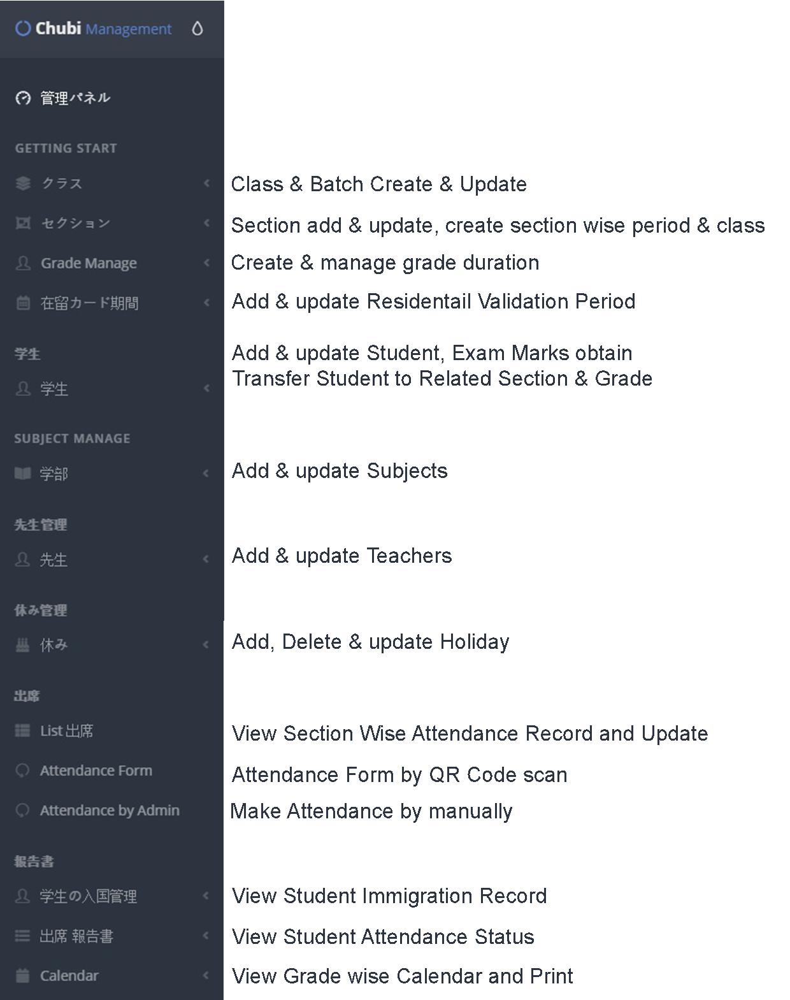 Chubi Management
管理パネル
GETTING START
クラス
Class & Batch Create & Update
セクション
Section add & update, create section wise period & class
Grade Manage
Create & manage grade duration
在留カード期間
Add & update Residentail Validation Period
学生
Add & update Student, Exam Marks obtain
Transfer Student to Related Section & Grade
学生
SUBJECT MANAGE
学部
Add & update Subjects
先生管理
先生
Add & update Teachers
休み管理
休み
Add, Delete & update Holiday
出席
List 出席
View Section Wise Attendance Record and Update
Attendance Form
Attendance Form by QR Code scan
Attendance by Admin
Make Attendance by manually
報告書
学生の入国管理
View Student Immigration Record
出席 報告書
View Student Attendance Status
Calendar
View Grade wise Calendar and Print